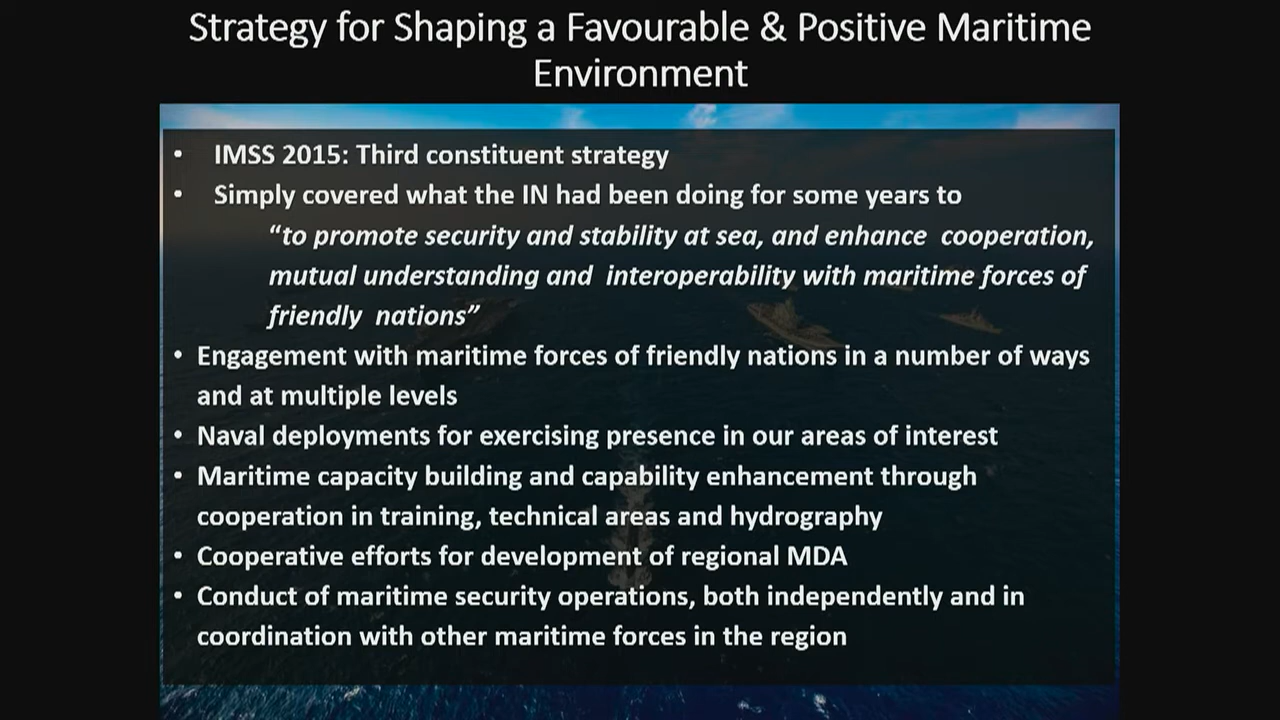 Strategy for Shaping a Favourable & Positive Maritime
Environment
• IMSS 2015: Third constituent strategy
• Simply covered what the IN had been doing for some years to
“to promote security and stability at sea, and enhance cooperation,
mutual understanding and interoperability with maritime forces of
friendly nations”
• Engagement with maritime forces of friendly nations in a number of ways
and at multiple levels
• Naval deployments for exercising presence in our areas of interest
• Maritime capacity building and capability enhancement through
cooperation in training, technical areas and hydrography
• Cooperative efforts for development of regional MDA
• Conduct of maritime security operations, both independently and in
coordination with other maritime forces in the region